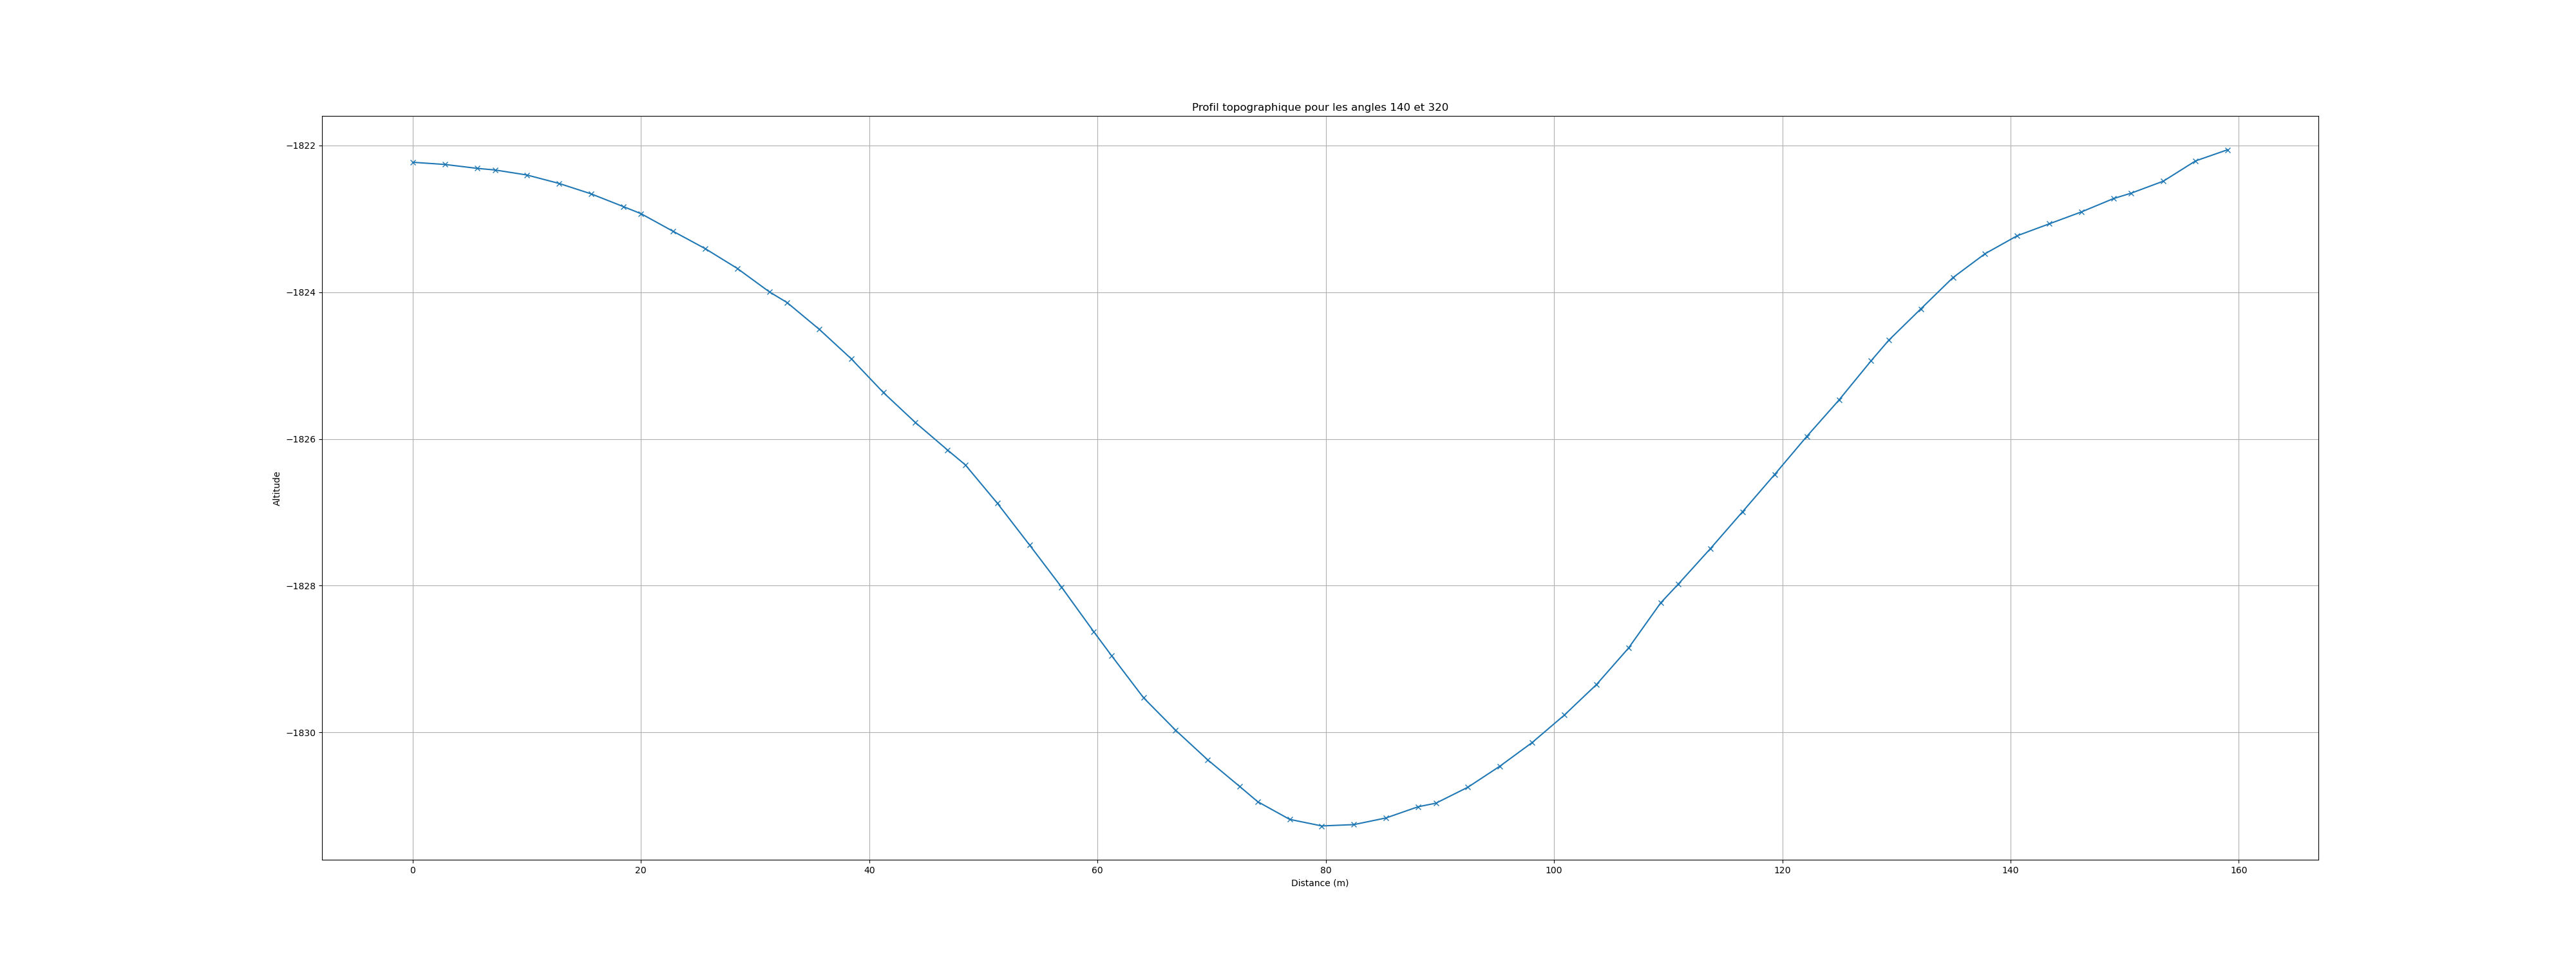 Profil topographique pour les angles 140 et 320
−1822
−1824
−1826
−1828
−1830
Altitude
0 20 40 60 80 100 120 140 160
Distance (m)